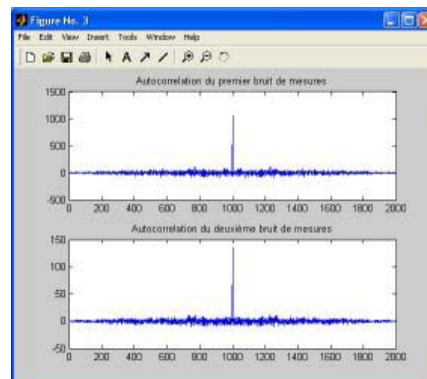 Figure No. 3
File Edit View Insert Tools Window Help
Autocorrelation du premier bruit de mesures
1500
1000
500
0
-500
0 200 400 600 800 1000 1200 1400 1600 1800 2000
Autocorrelation du deuxième bruit de mesures
150
100
50
0
-50
0 200 400 600 800 1000 1200 1400 1600 1800 2000